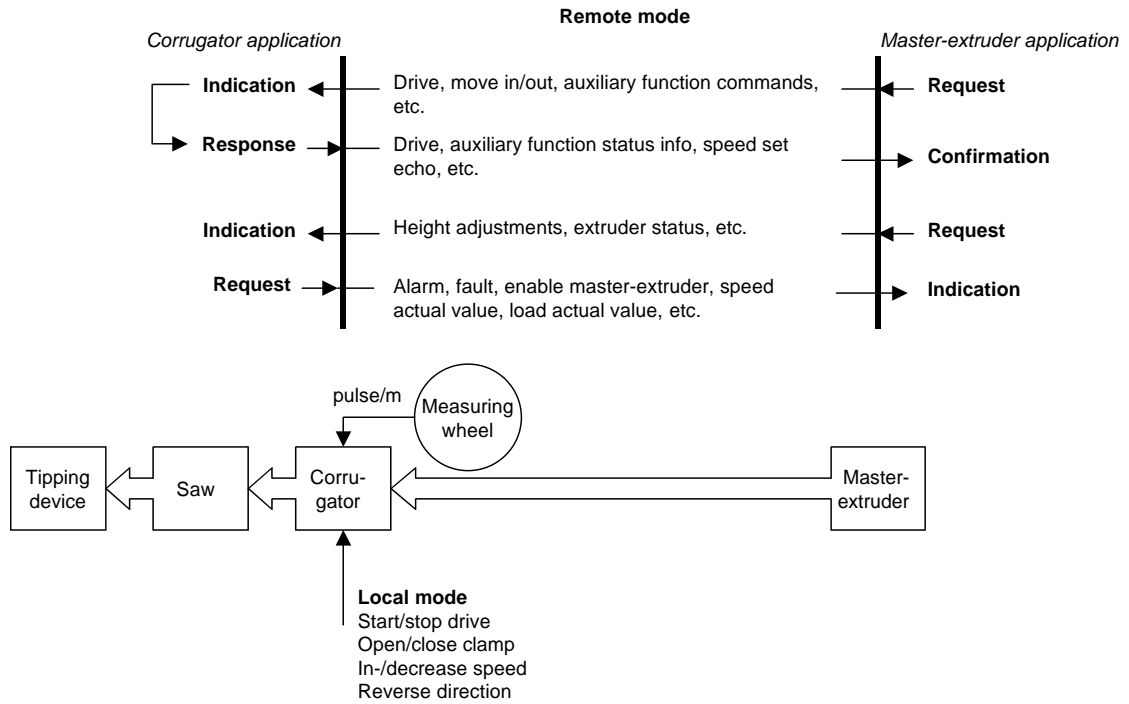 Remote mode
Corrugator application
Master-extruder application
Indication
Drive, move in/out, auxiliary function commands,
etc.
Request
Response
Drive, auxiliary function status info, speed set
echo, etc.
Confirmation
Indication
Height adjustments, extruder status, etc.
Request
Request
Alarm, fault, enable master-extruder, speed
actual value, load actual value, etc.
Indication
pulse/m
Measuring
wheel
Tipping
device
Saw
Corru-
gator
Master-
extruder
Local mode
Start/stop drive
Open/close clamp
In-/decrease speed
Reverse direction